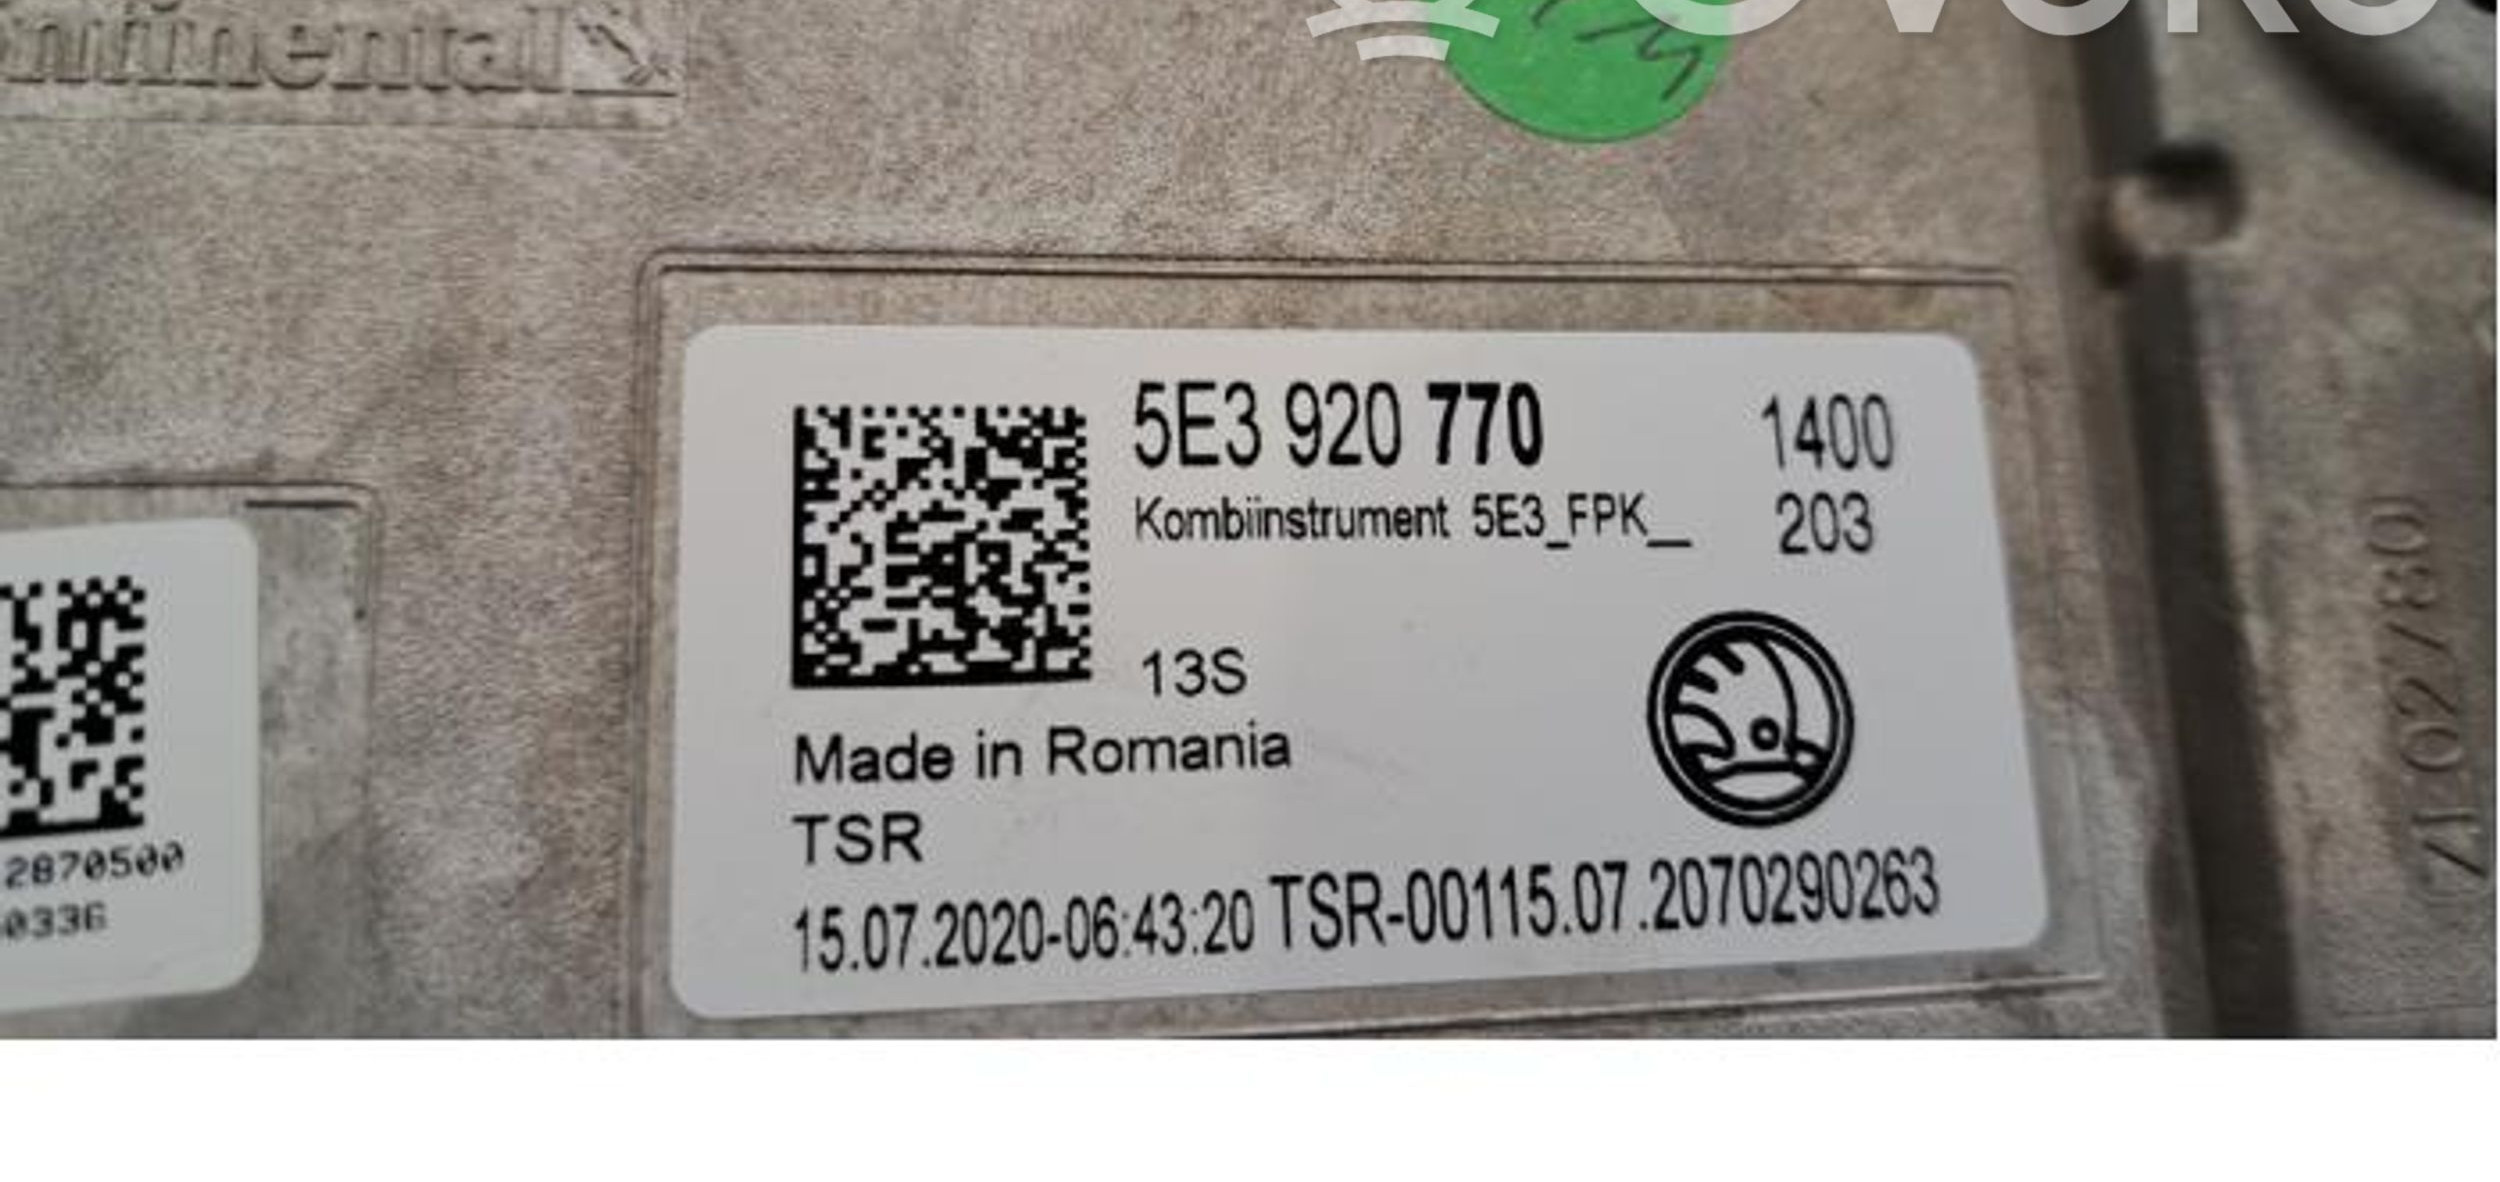 Continental
5E3 920 770 1400
Kombiinstrument 5E3_FPK__ 203
13S
Made in Romania
TSR
15.07.2020-06:43:20 TSR-00115.07.2070290263
2870500
0336